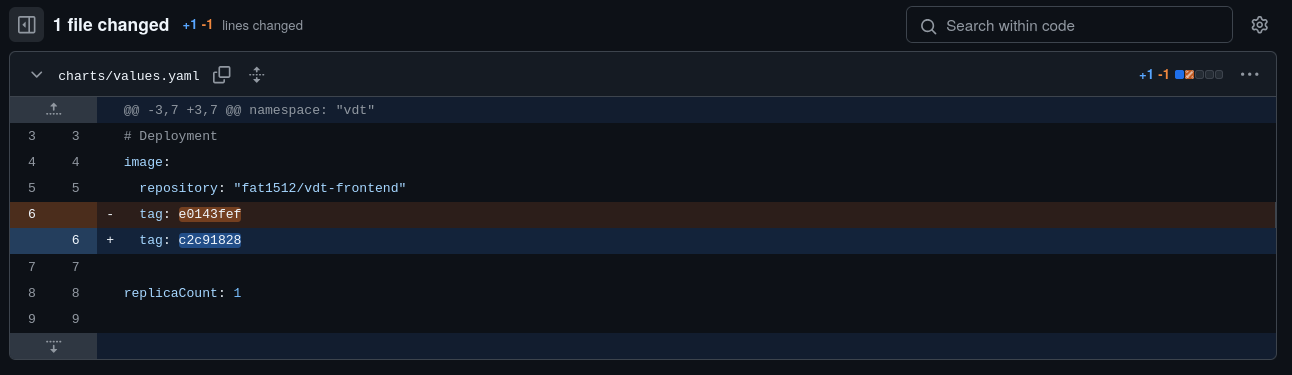 1 file changed +1 -1 lines changed Search within code
charts/values.yaml +1 -1
@@ -3,7 +3,7 @@ namespace: "vdt"
3 3 # Deployment
4 4 image:
5 5 repository: "fat1512/vdt-frontend"
6 - tag: e0143fef
6 + tag: c2c91828
7 7
8 8 replicaCount: 1
9 9